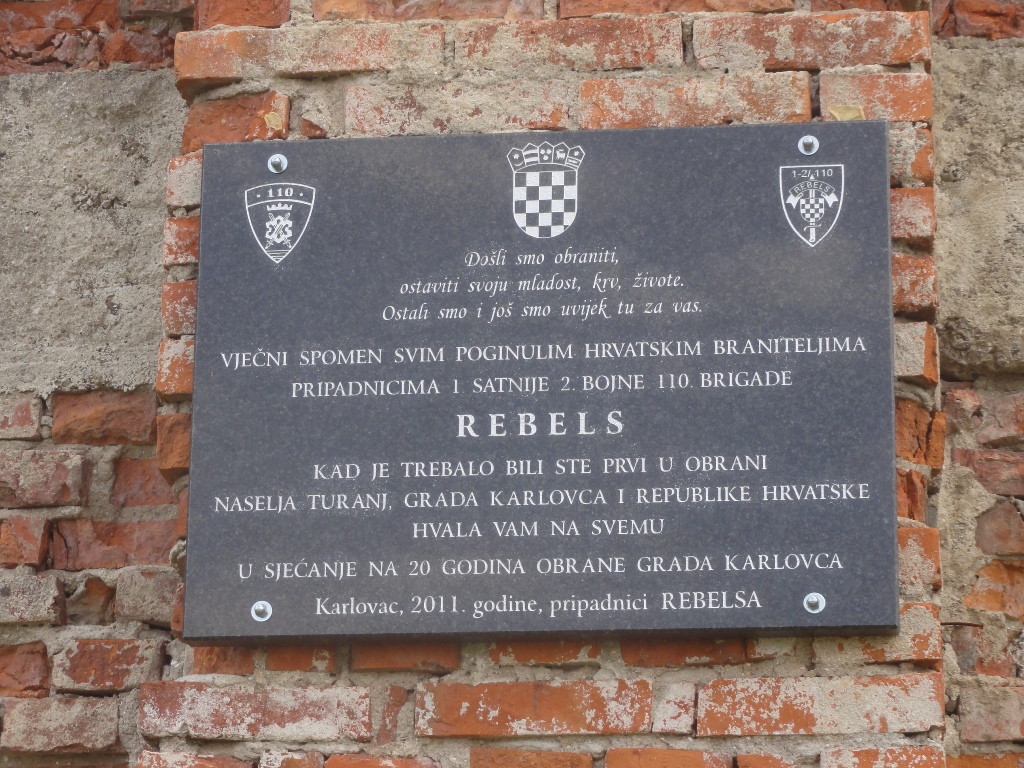 · 110 ·
1-2/110
REBELS
Došli smo obraniti,
ostaviti svoju mladost, krv, živote.
Ostali smo i još smo uvijek tu za vas.
VJEČNI SPOMEN SVIM POGINULIM HRVATSKIM BRANITELJIMA
PRIPADNICIMA 1. SATNIJE 2. BOJNE 110. BRIGADE
REBELS
KAD JE TREBALO BILI STE PRVI U OBRANI
NASELJA TURANJ, GRADA KARLOVCA I REPUBLIKE HRVATSKE
HVALA VAM NA SVEMU
U SJEĆANJE NA 20 GODINA OBRANE GRADA KARLOVCA
Karlovac, 2011. godine, pripadnici REBELSA